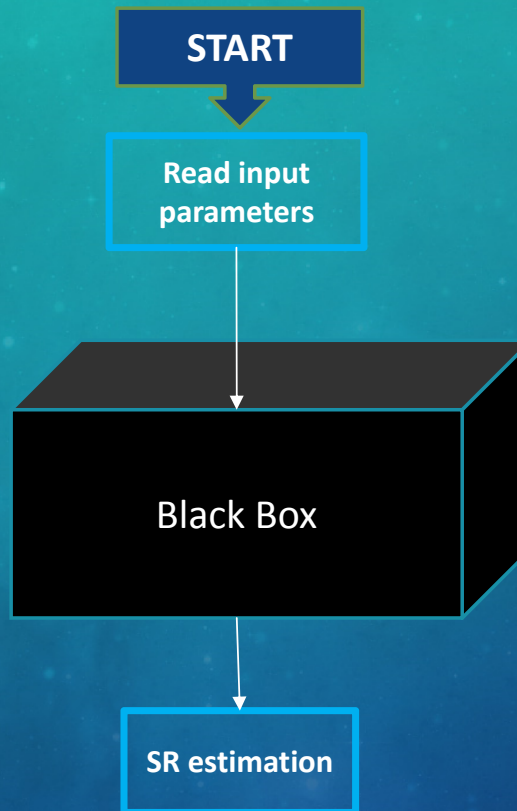 START
Read input
parameters
Black Box
SR estimation